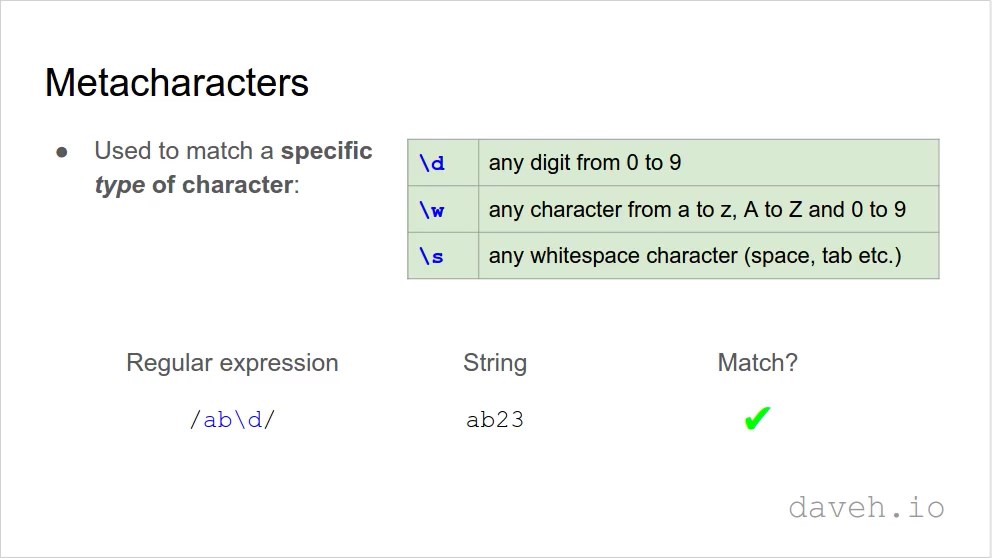 Metacharacters
● Used to match a specific
type of character:
\d any digit from 0 to 9
\w any character from a to z, A to Z and 0 to 9
\s any whitespace character (space, tab etc.)
Regular expression String Match?
/ab\d/ ab23 ✔
daveh.io